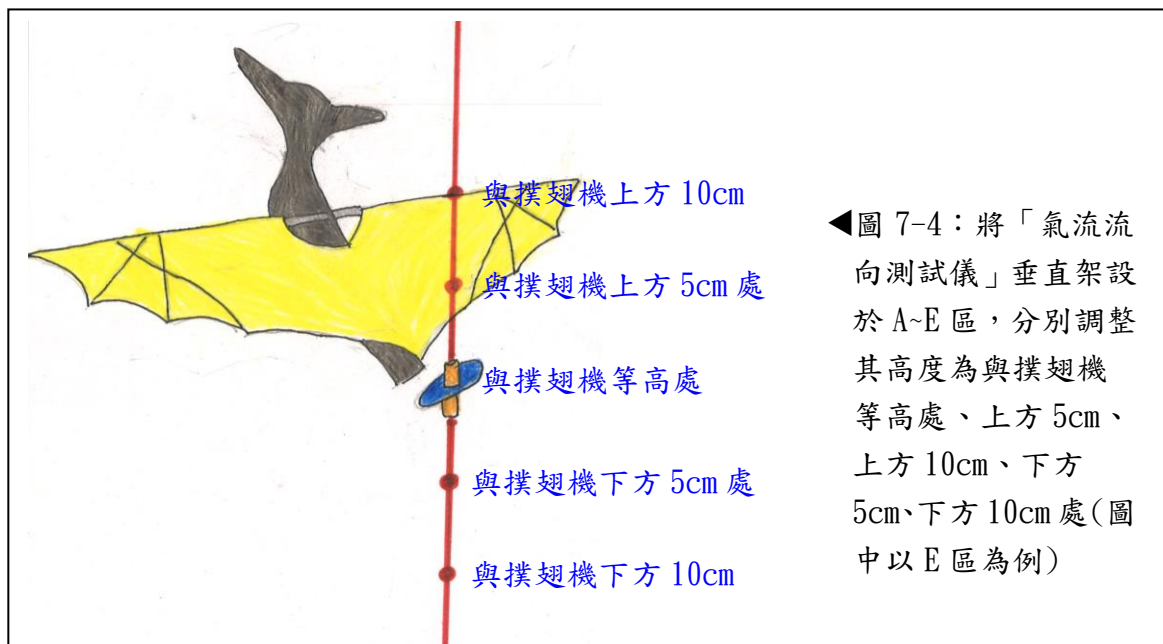 與撲翅機上方 10cm
與撲翅機上方 5cm 處
與撲翅機等高處
與撲翅機下方 5cm 處
與撲翅機下方 10cm
◀圖 7-4：將「氣流流
向測試儀」垂直架設
於 A~E 區，分別調整
其高度為與撲翅機
等高處、上方 5cm、
上方 10cm、下方
5cm、下方 10cm 處(圖
中以 E 區為例)